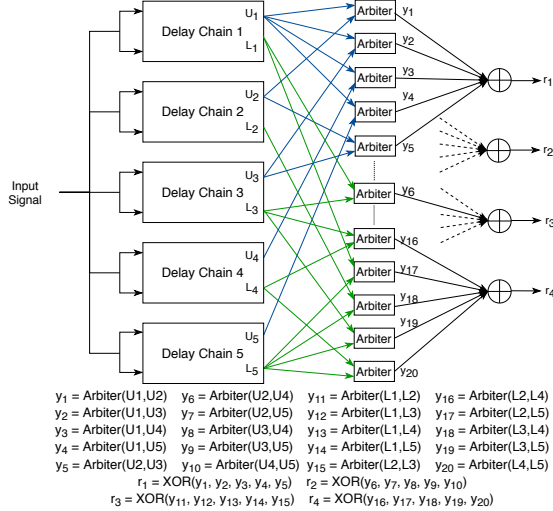 Input
Signal
Delay Chain 1
U1
L1
Delay Chain 2
U2
L2
Delay Chain 3
U3
L3
Delay Chain 4
U4
L4
Delay Chain 5
U5
L5
Arbiter y1
Arbiter y2
Arbiter y3
Arbiter y4
Arbiter y5
Arbiter y6
Arbiter y16
Arbiter y17
Arbiter y18
Arbiter y19
Arbiter y20
r1
r2
r3
r4
y1 = Arbiter(U1,U2) y6 = Arbiter(U2,U4) y11 = Arbiter(L1,L2) y16 = Arbiter(L2,L4)
y2 = Arbiter(U1,U3) y7 = Arbiter(U2,U5) y12 = Arbiter(L1,L3) y17 = Arbiter(L2,L5)
y3 = Arbiter(U1,U4) y8 = Arbiter(U3,U4) y13 = Arbiter(L1,L4) y18 = Arbiter(L3,L4)
y4 = Arbiter(U1,U5) y9 = Arbiter(U3,U5) y14 = Arbiter(L1,L5) y19 = Arbiter(L3,L5)
y5 = Arbiter(U2,U3) y10 = Arbiter(U4,U5) y15 = Arbiter(L2,L3) y20 = Arbiter(L4,L5)
r1 = XOR(y1, y2, y3, y4, y5) r2 = XOR(y6, y7, y8, y9, y10)
r3 = XOR(y11, y12, y13, y14, y15) r4 = XOR(y16, y17, y18, y19, y20)